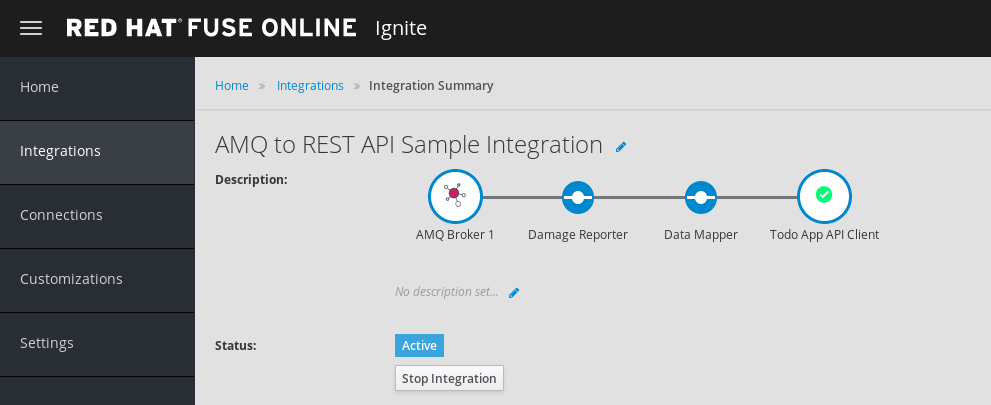 RED HAT® FUSE ONLINE Ignite
Home
Integrations
Connections
Customizations
Settings
Home » Integrations » Integration Summary
AMQ to REST API Sample Integration
Description:
AMQ Broker 1 Damage Reporter Data Mapper Todo App API Client
No description set...
Status: Active
Stop Integration